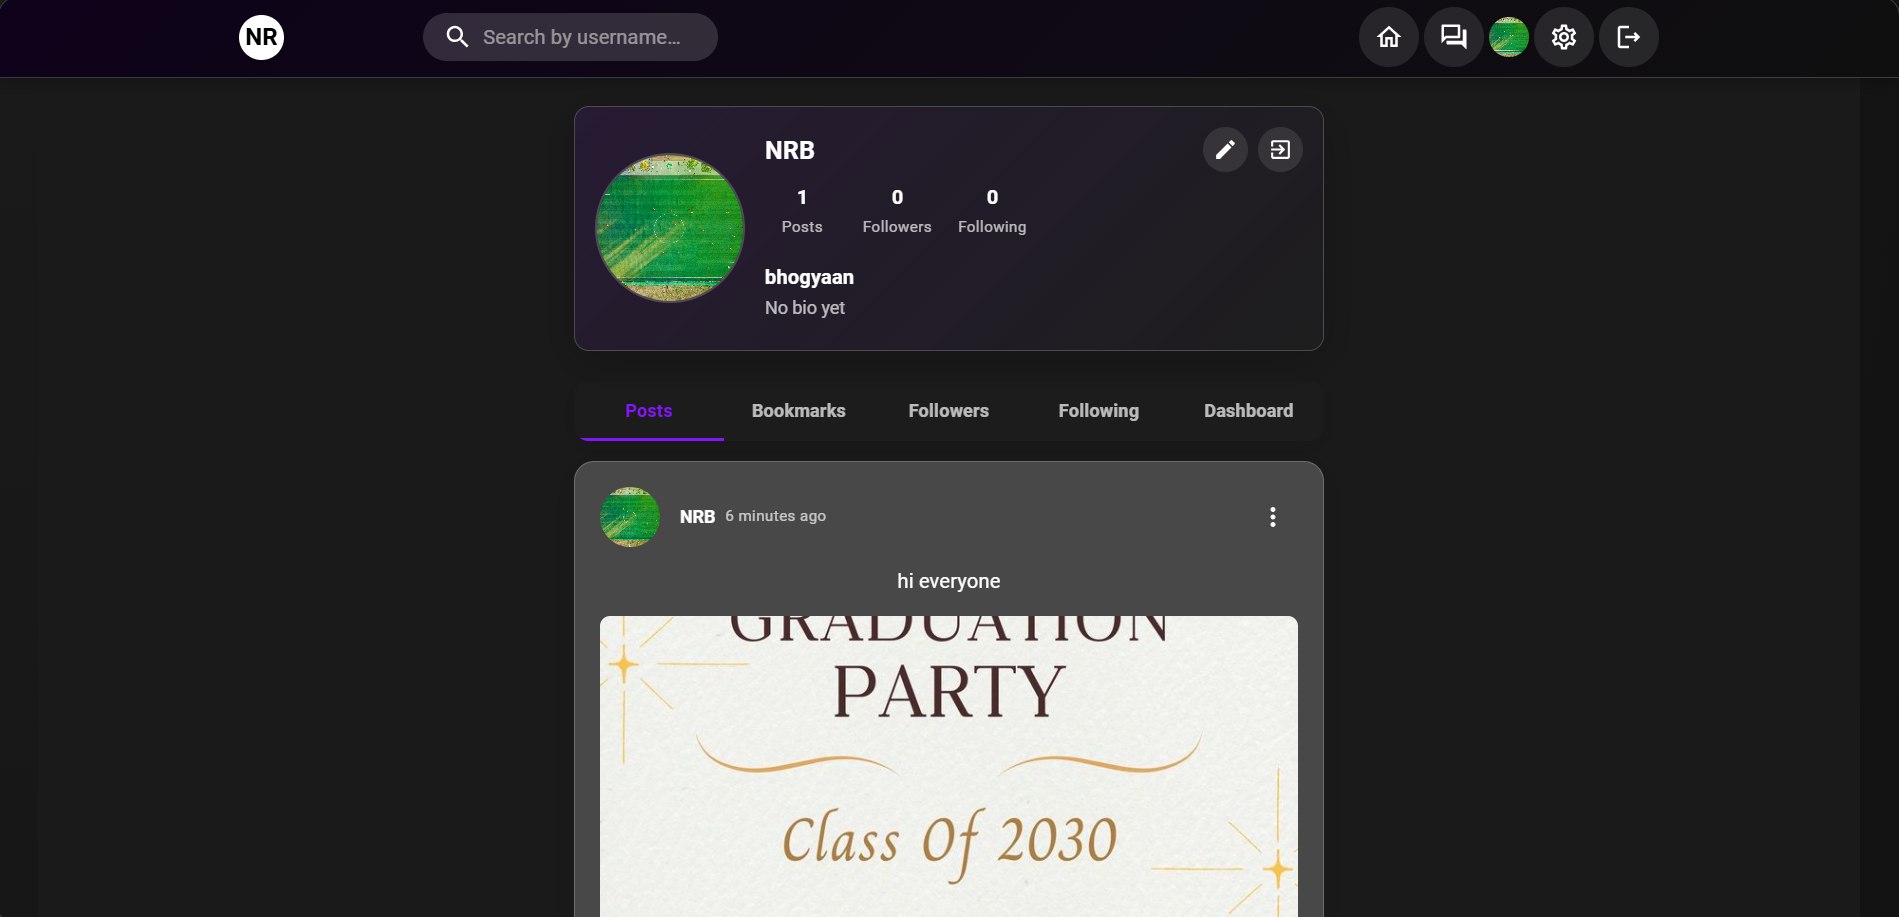 NR
Search by username...
NRB
1
Posts
0
Followers
0
Following
bhogyaan
No bio yet
Posts
Bookmarks
Followers
Following
Dashboard
NRB 6 minutes ago
hi everyone
GRADUATION
PARTY
Class Of 2030